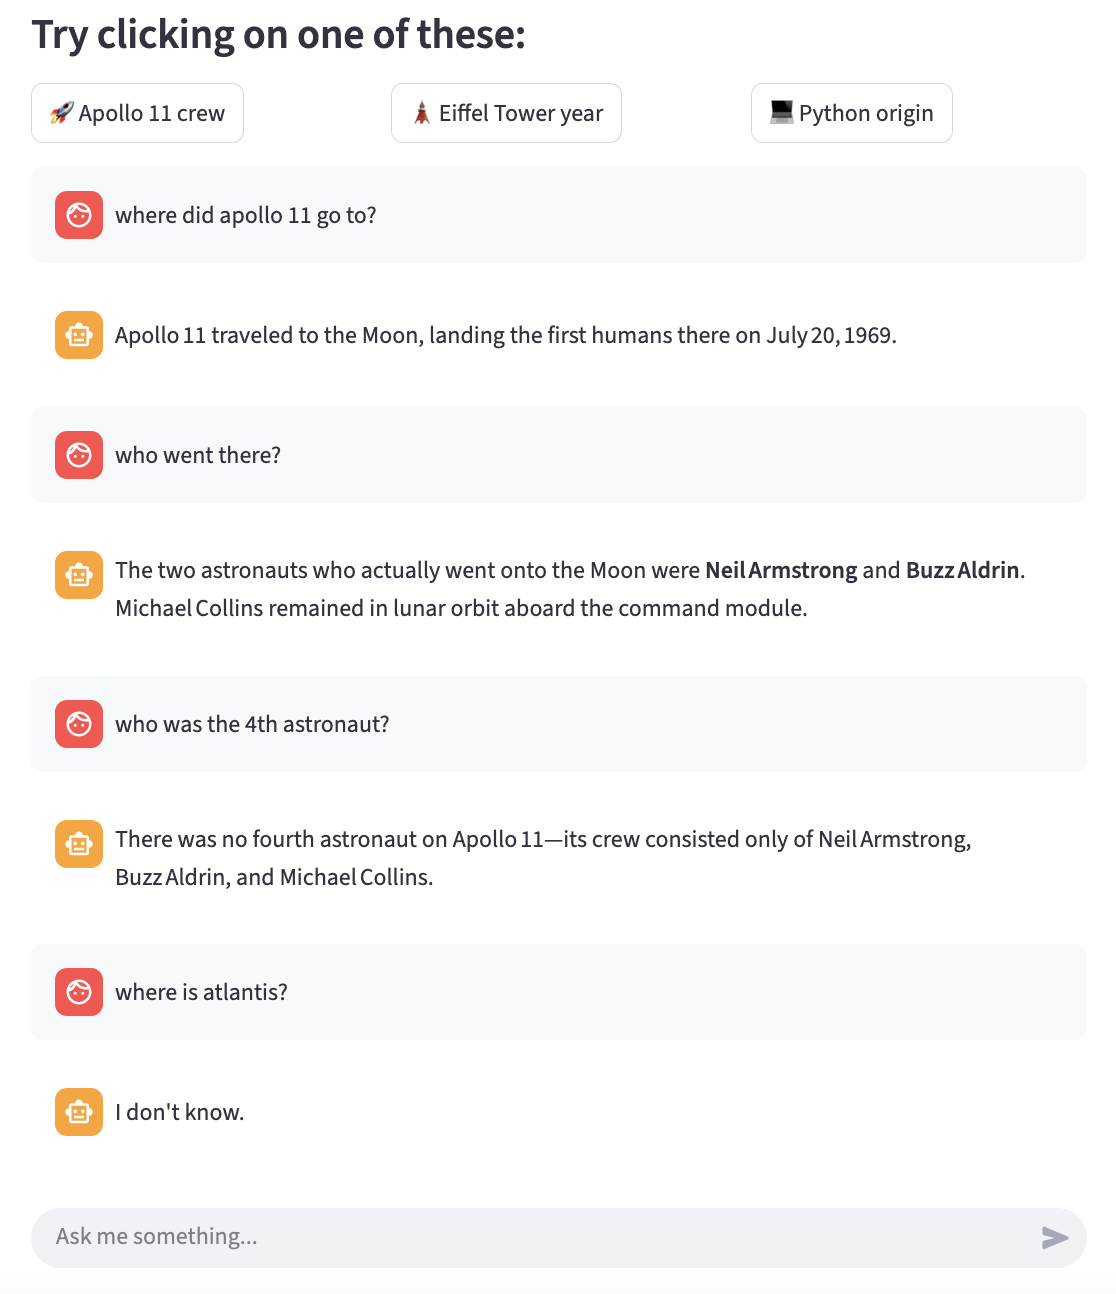 Try clicking on one of these:
🚀 Apollo 11 crew
🗼 Eiffel Tower year
💻 Python origin
where did apollo 11 go to?
Apollo 11 traveled to the Moon, landing the first humans there on July 20, 1969.
who went there?
The two astronauts who actually went onto the Moon were Neil Armstrong and Buzz Aldrin.
Michael Collins remained in lunar orbit aboard the command module.
who was the 4th astronaut?
There was no fourth astronaut on Apollo 11—its crew consisted only of Neil Armstrong,
Buzz Aldrin, and Michael Collins.
where is atlantis?
I don't know.
Ask me something...